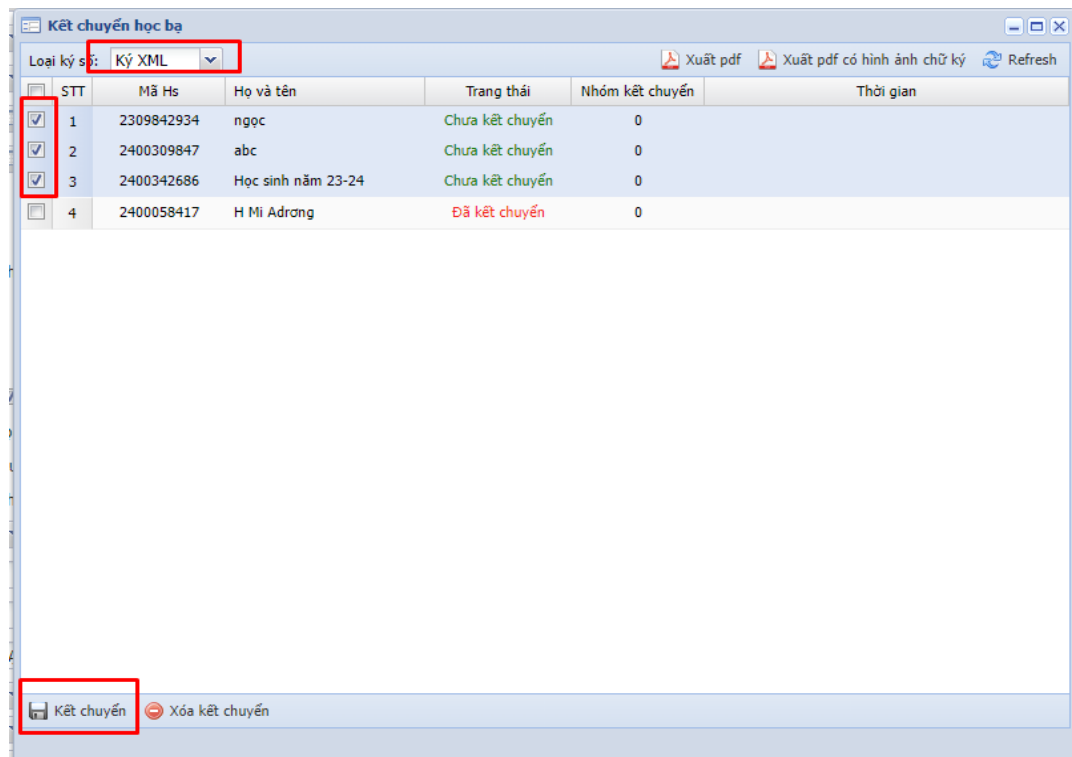 Kết chuyển học bạ
Loại ký số: Ký XML Xuất pdf Xuất pdf có hình ảnh chữ ký Refresh
STT Mã Hs Họ và tên Trang thái Nhóm kết chuyển Thời gian
1 2309842934 ngọc Chưa kết chuyển 0
2 2400309847 abc Chưa kết chuyển 0
3 2400342686 Học sinh năm 23-24 Chưa kết chuyển 0
4 2400058417 H Mi Adrơng Đã kết chuyển 0
Kết chuyển Xóa kết chuyển